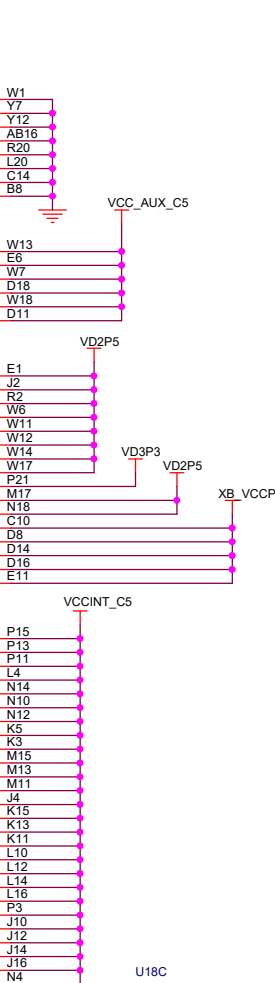 W1
Y7
Y12
AB16
R20
L20
C14
B8
VCC_AUX_C5
W13
E6
W7
D18
W18
D11
VD2P5
E1
J2
R2
W6
W11
W12
W14
W17
VD3P3
P21
VD2P5
M17
XB_VCCP
N18
C10
D8
D14
D16
E11
VCCINT_C5
P15
P13
P11
L4
N14
N10
N12
K5
K3
M15
M13
M11
J4
K15
K13
K11
L10
L12
L14
L16
P3
J10
J12
J14
J16
N4
U18C